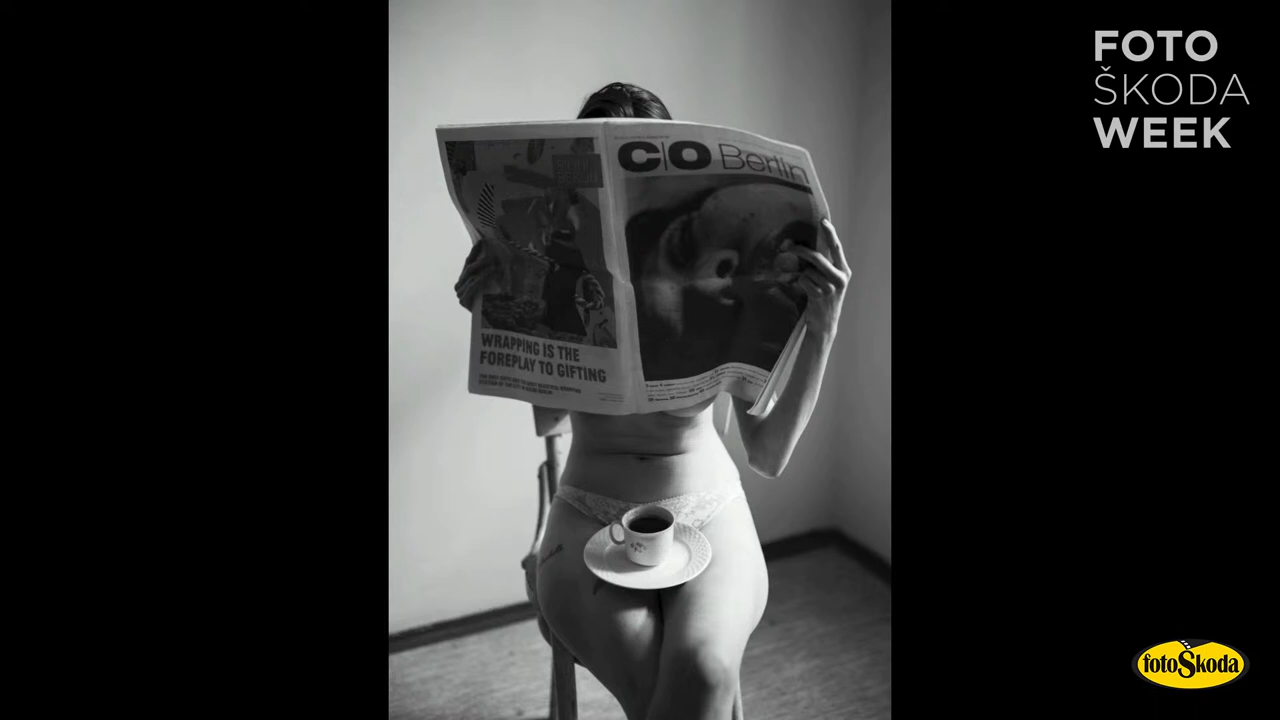 FOTO
ŠKODA
WEEK
C|O Berlin
WRAPPING IS THE
FOREPLAY TO GIFTING
fotoŠkoda